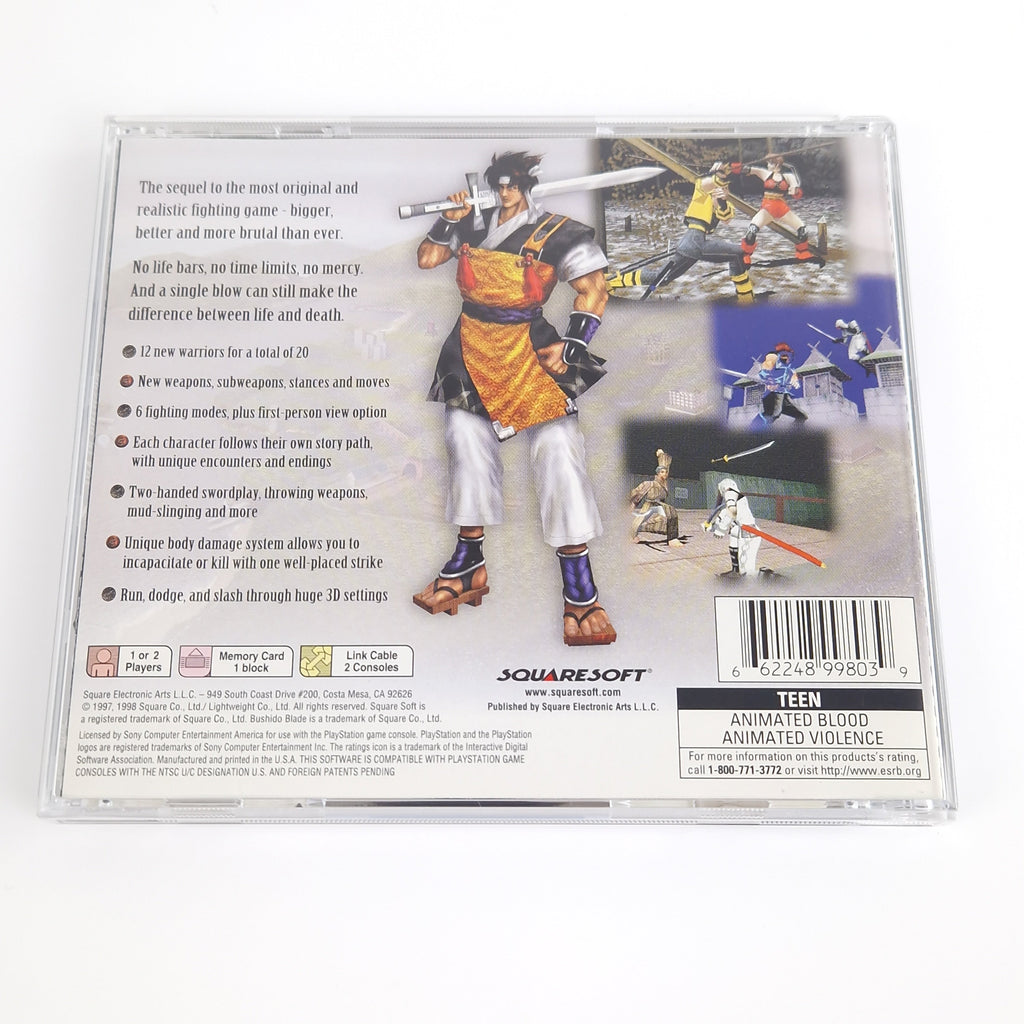 The sequel to the most original and
realistic fighting game - bigger,
better and more brutal than ever.
No life bars, no time limits, no mercy.
And a single blow can still make the
difference between life and death.
12 new warriors for a total of 20
New weapons, subweapons, stances and moves
6 fighting modes, plus first-person view option
Each character follows their own story path,
with unique encounters and endings
Two-handed swordplay, throwing weapons,
mud-slinging and more
Unique body damage system allows you to
incapacitate or kill with one well-placed strike
Run, dodge, and slash through huge 3D settings
1 or 2
Players
Memory Card
1 block
Link Cable
2 Consoles
Square Electronic Arts L.L.C. – 949 South Coast Drive #200, Costa Mesa, CA 92626
© 1997, 1998 Square Co., Ltd./ Lightweight Co., Ltd. All rights reserved. Square Soft is
a registered trademark of Square Co., Ltd. Bushido Blade is a trademark of Square Co., Ltd.
Licensed by Sony Computer Entertainment America for use with the PlayStation game console. PlayStation and the PlayStation
logos are registered trademarks of Sony Computer Entertainment Inc. The ratings icon is a trademark of the Interactive Digital
Software Association. Manufactured and printed in the U.S.A. THIS SOFTWARE IS COMPATIBLE WITH PLAYSTATION GAME
CONSOLES WITH THE NTSC U/C DESIGNATION U.S. AND FOREIGN PATENTS PENDING
SQUARESOFT®
www.squaresoft.com
Published by Square Electronic Arts L.L.C.
6 62248 99803 9
TEEN
ANIMATED BLOOD
ANIMATED VIOLENCE
For more information on this products's rating,
call 1-800-771-3772 or visit http://www.esrb.org